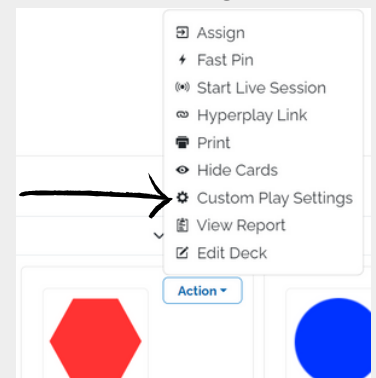 Assign
Fast Pin
Start Live Session
Hyperplay Link
Print
Hide Cards
Custom Play Settings
View Report
Edit Deck
Action